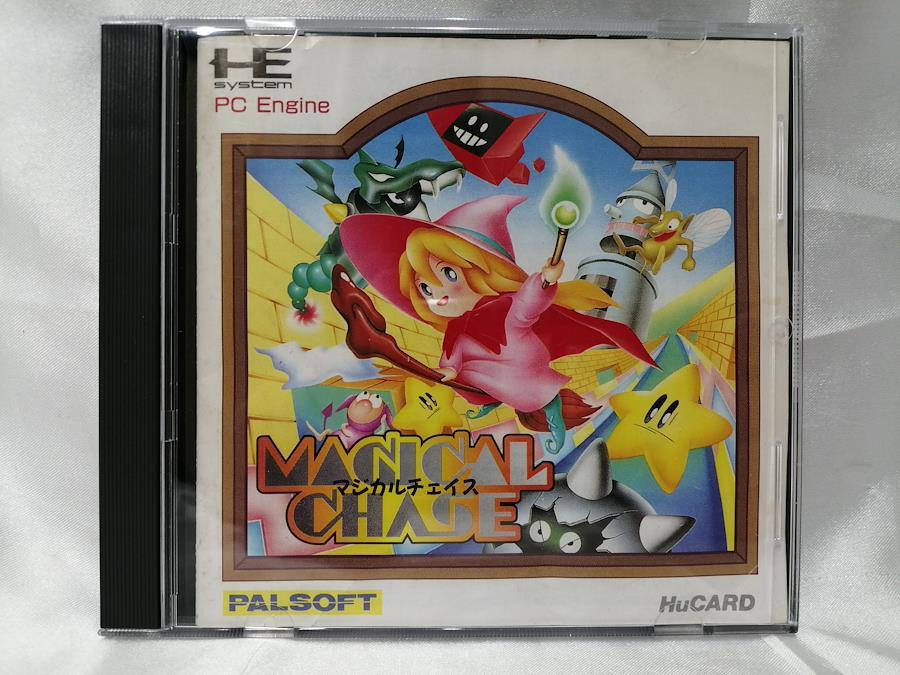 HE
system
PC Engine
MAGICAL
マジカルチェイス
CHASE
PALSOFT
HuCARD